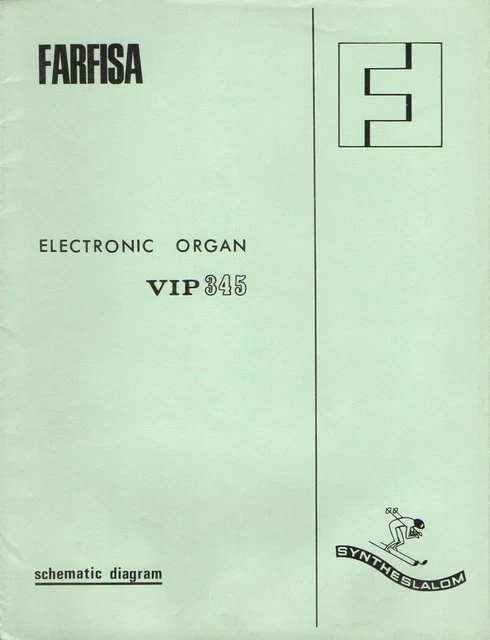 FARFISA
F
ELECTRONIC ORGAN
VIP 345
SYNTHESLALOM
schematic diagram